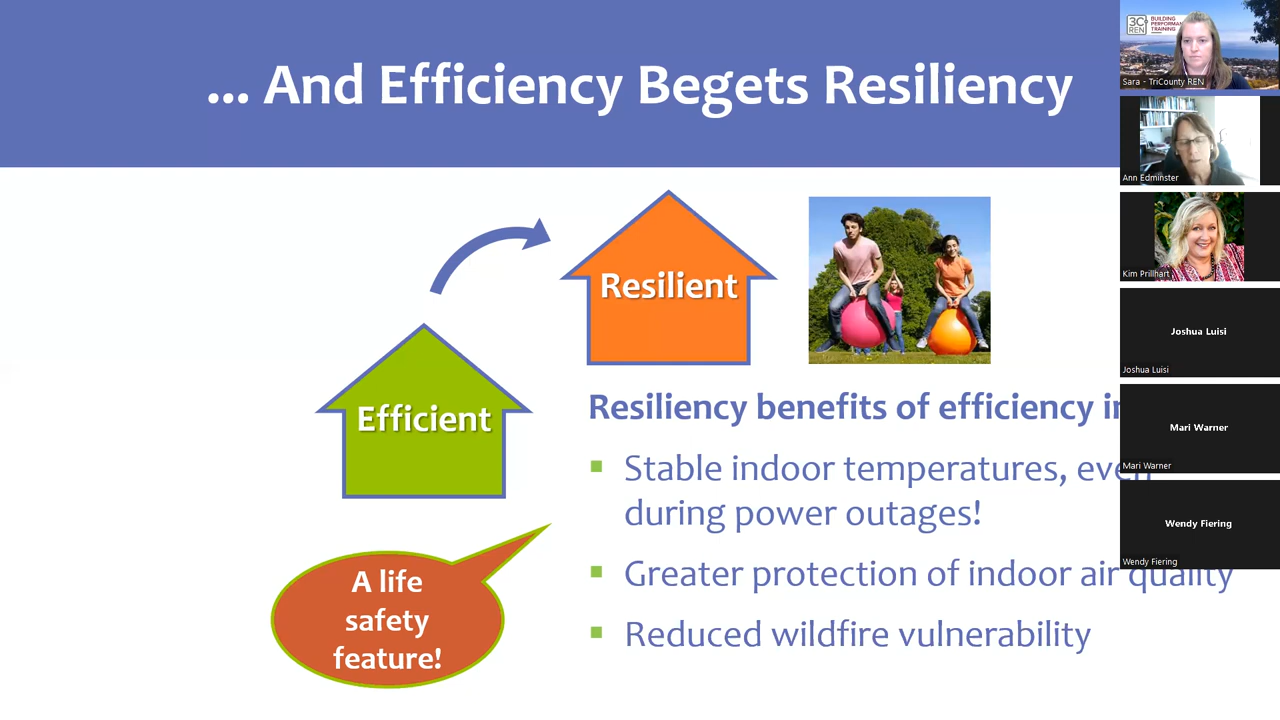 ... And Efficiency Begets Resiliency
Resilient
Efficient
Resiliency benefits of efficiency
Stable indoor temperatures, even
during power outages!
Greater protection of indoor air quality
Reduced wildfire vulnerability
A life
safety
feature!
3C
REN
BUILDING
PERFORMA
TRAINING
Sara - TriCounty REN
Ann Edminster
Kim Prillhart
Joshua Luisi
Joshua Luisi
Mari Warner
Mari Warner
Wendy Fiering
Wendy Fiering